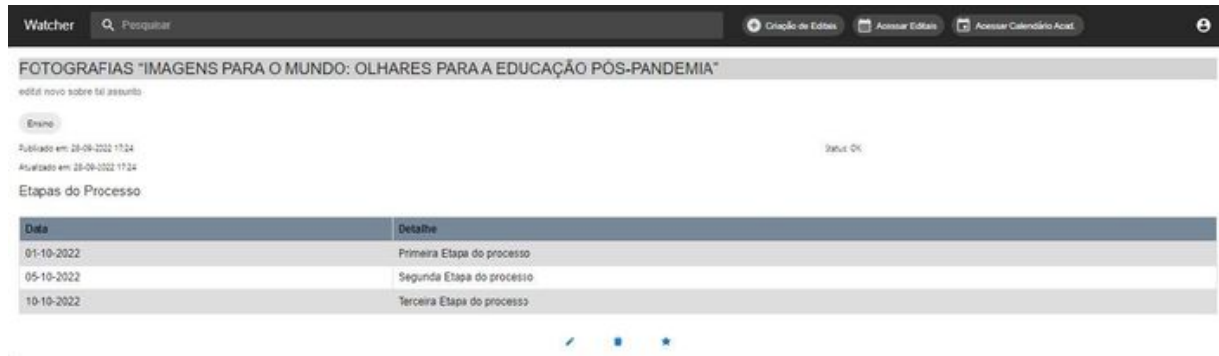 Watcher
Pesquisar
Criação de Editais
Acessar Editais
Acessar Calendário Acad.
FOTOGRAFIAS “IMAGENS PARA O MUNDO: OLHARES PARA A EDUCAÇÃO PÓS-PANDEMIA”
edital novo sobre tal assunto
Ensino
Publicado em: 28-09-2022 17:24
Status: OK
Atualizado em: 28-09-2022 17:24
Etapas do Processo
Data Detalhe
01-10-2022 Primeira Etapa do processo
05-10-2022 Segunda Etapa do processo
10-10-2022 Terceira Etapa do processo